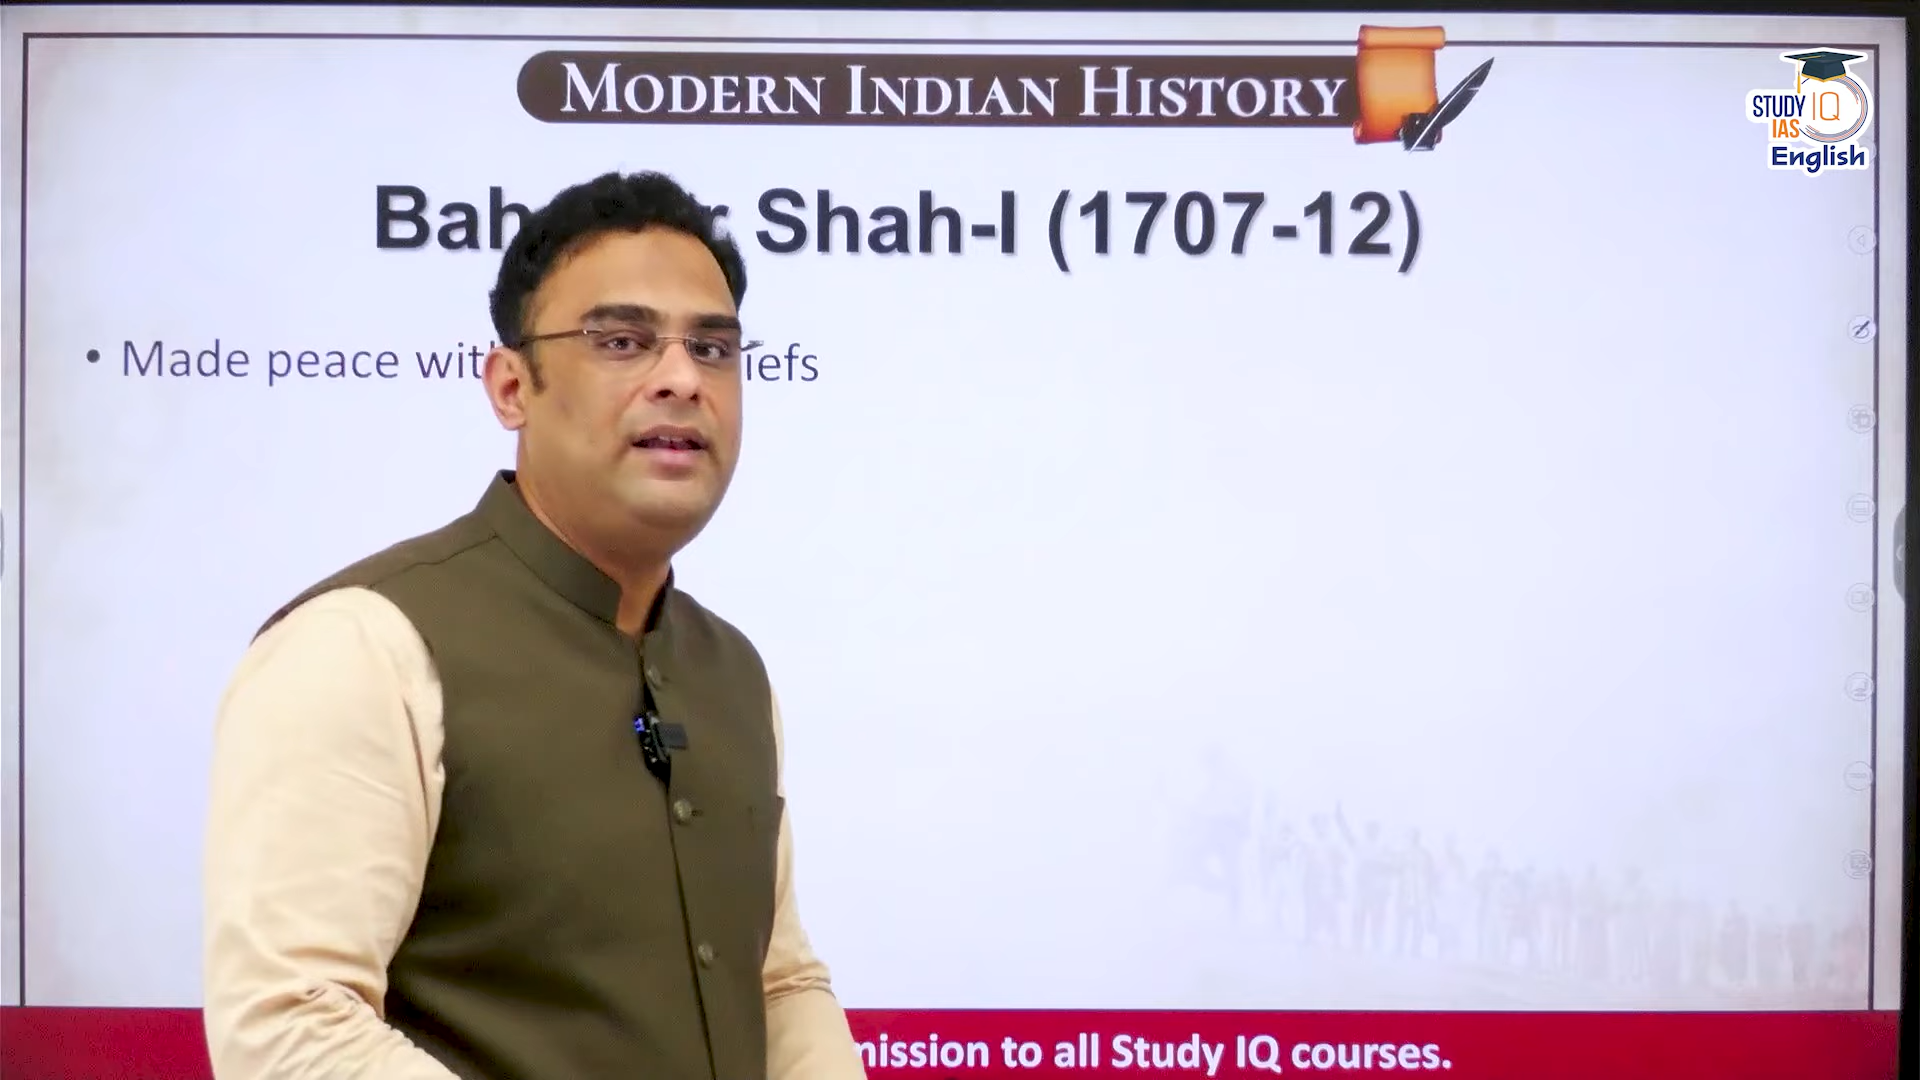 MODERN INDIAN HISTORY
STUDY IQ
IAS
English
Bah r Shah-I (1707-12)
• Made peace with iefs
mission to all Study IQ courses.